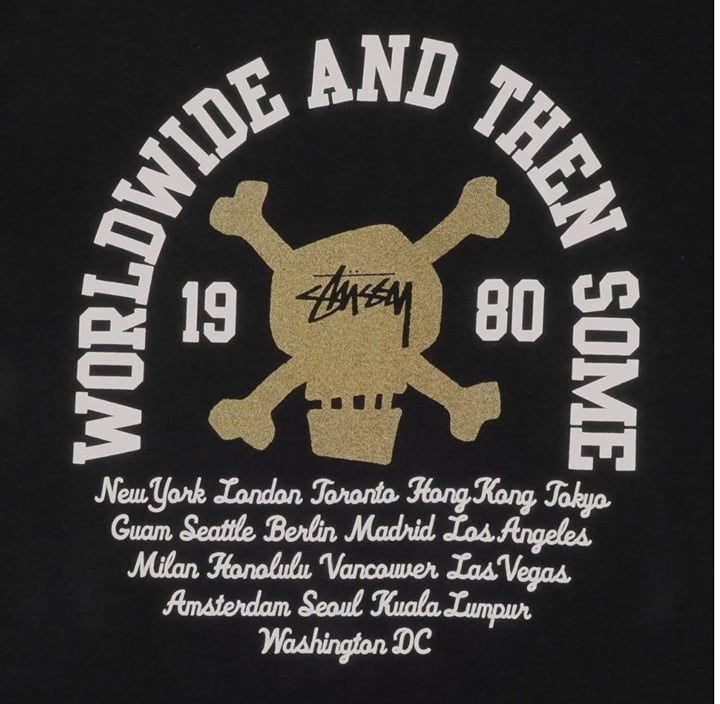 WORLDWIDE AND THEN SOME
19 80
Stüssy
New York London Toronto Hong Kong Tokyo
Guam Seattle Berlin Madrid Los Angeles
Milan Honolulu Vancouver Las Vegas
Amsterdam Seoul Kuala Lumpur
Washington DC